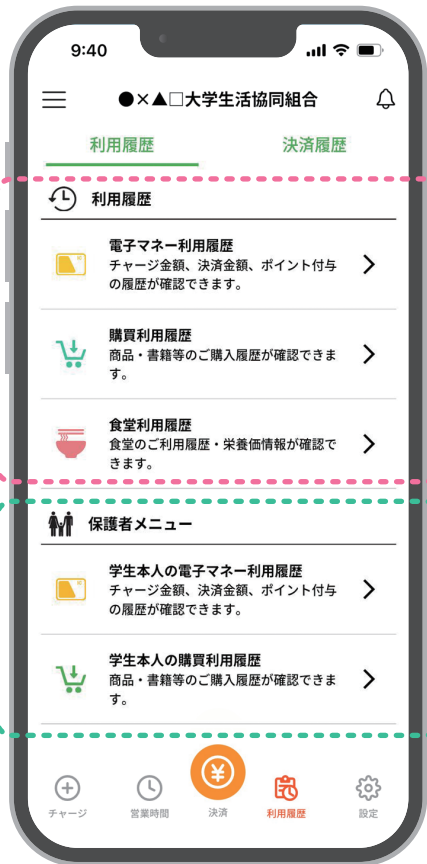 9:40
●×▲□大学生活協同組合
利用履歴 決済履歴
利用履歴
電子マネー利用履歴
チャージ金額、決済金額、ポイント付与
の履歴が確認できます。
購買利用履歴
商品・書籍等のご購入履歴が確認できま
す。
食堂利用履歴
食堂のご利用履歴・栄養価情報が確認で
きます。
保護者メニュー
学生本人の電子マネー利用履歴
チャージ金額、決済金額、ポイント付与
の履歴が確認できます。
学生本人の購買利用履歴
商品・書籍等のご購入履歴が確認できま
す。
チャージ 営業時間 決済 利用履歴 設定